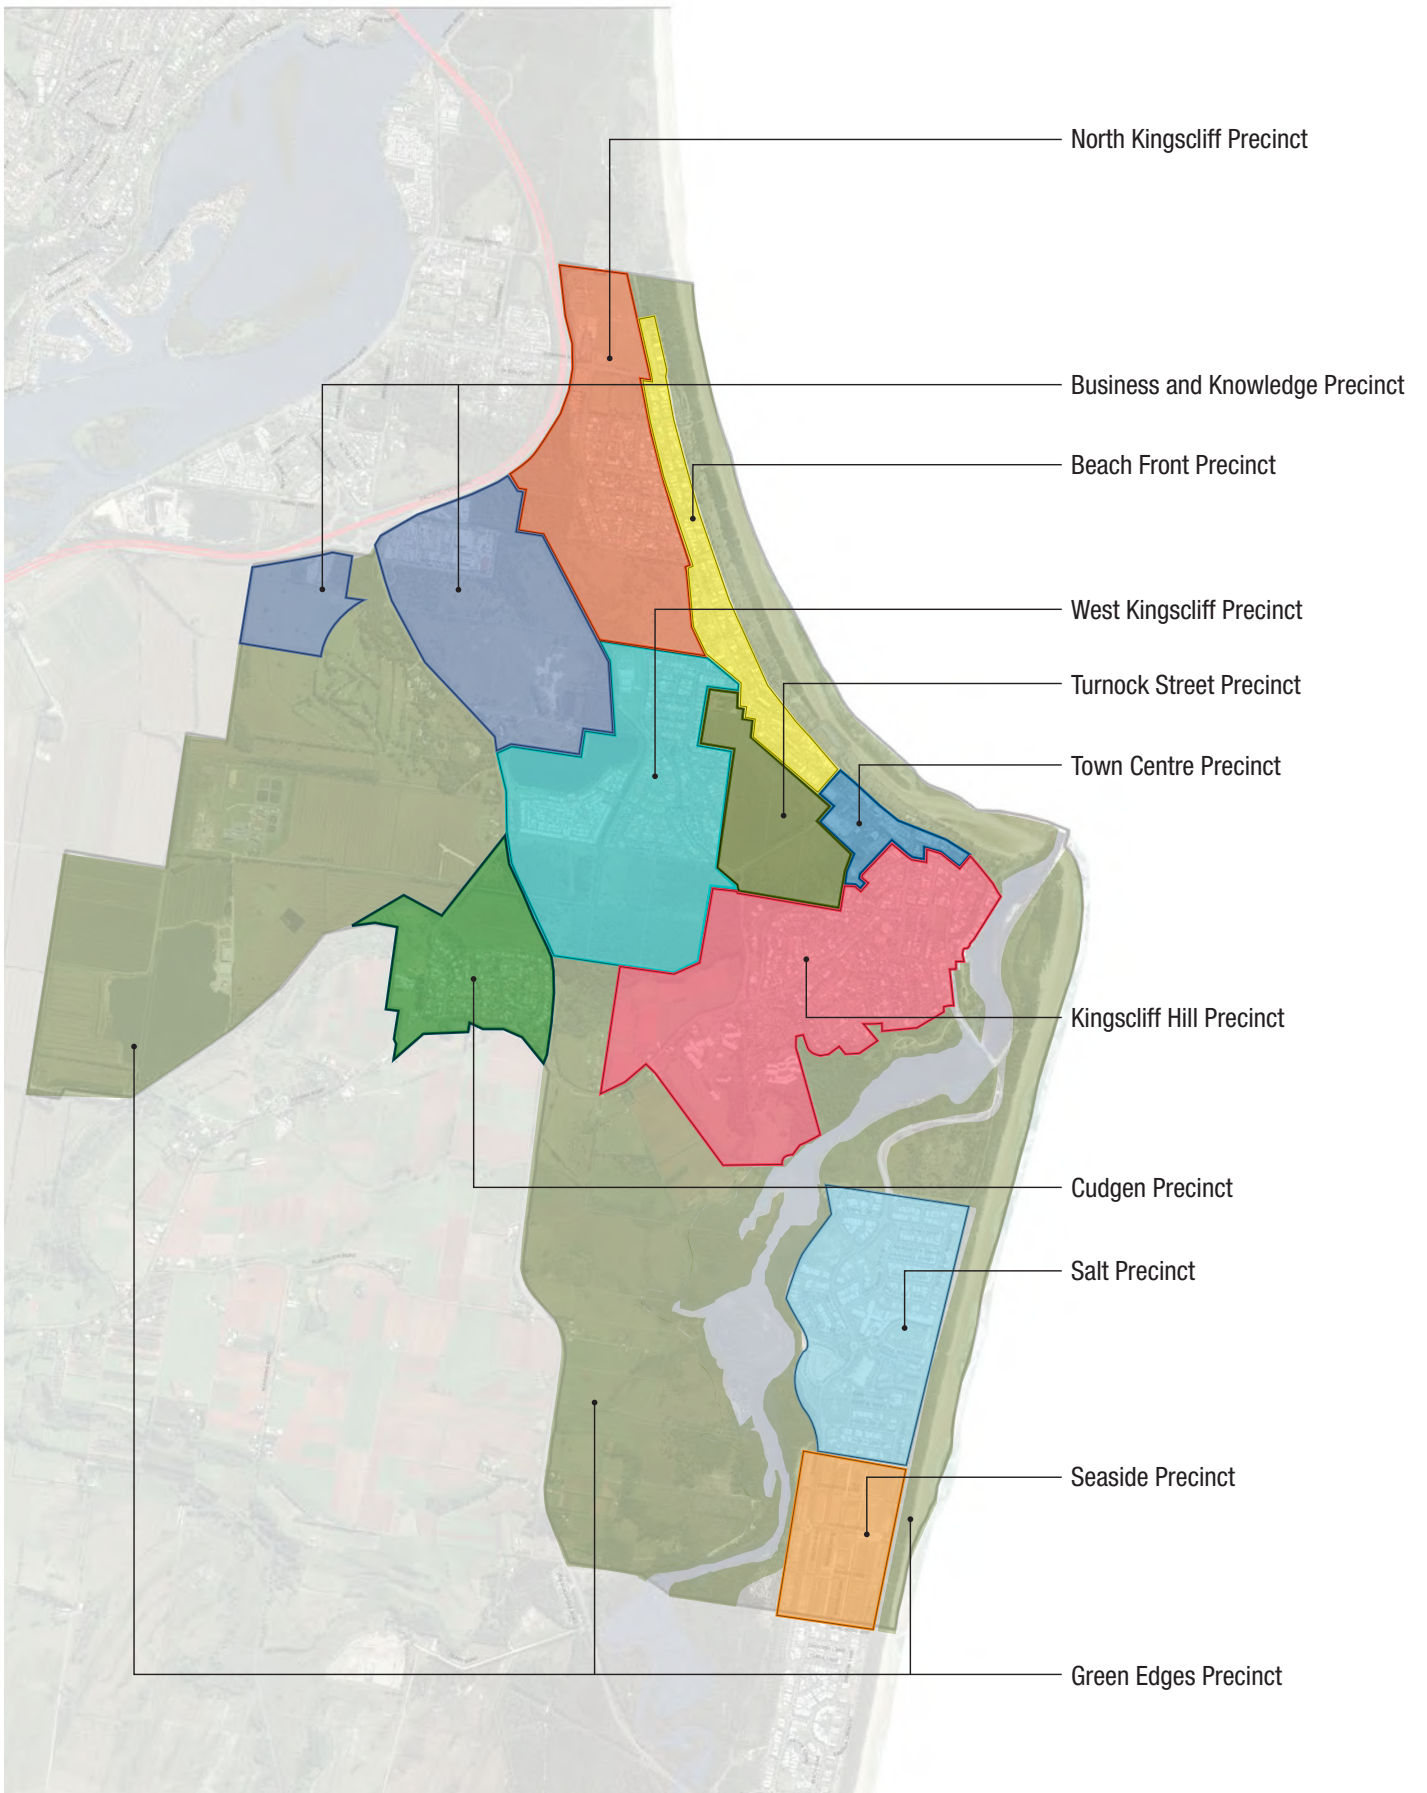 North Kingscliff Precinct
Business and Knowledge Precinct
Beach Front Precinct
West Kingscliff Precinct
Turnock Street Precinct
Town Centre Precinct
Kingscliff Hill Precinct
Cudgen Precinct
Salt Precinct
Seaside Precinct
Green Edges Precinct